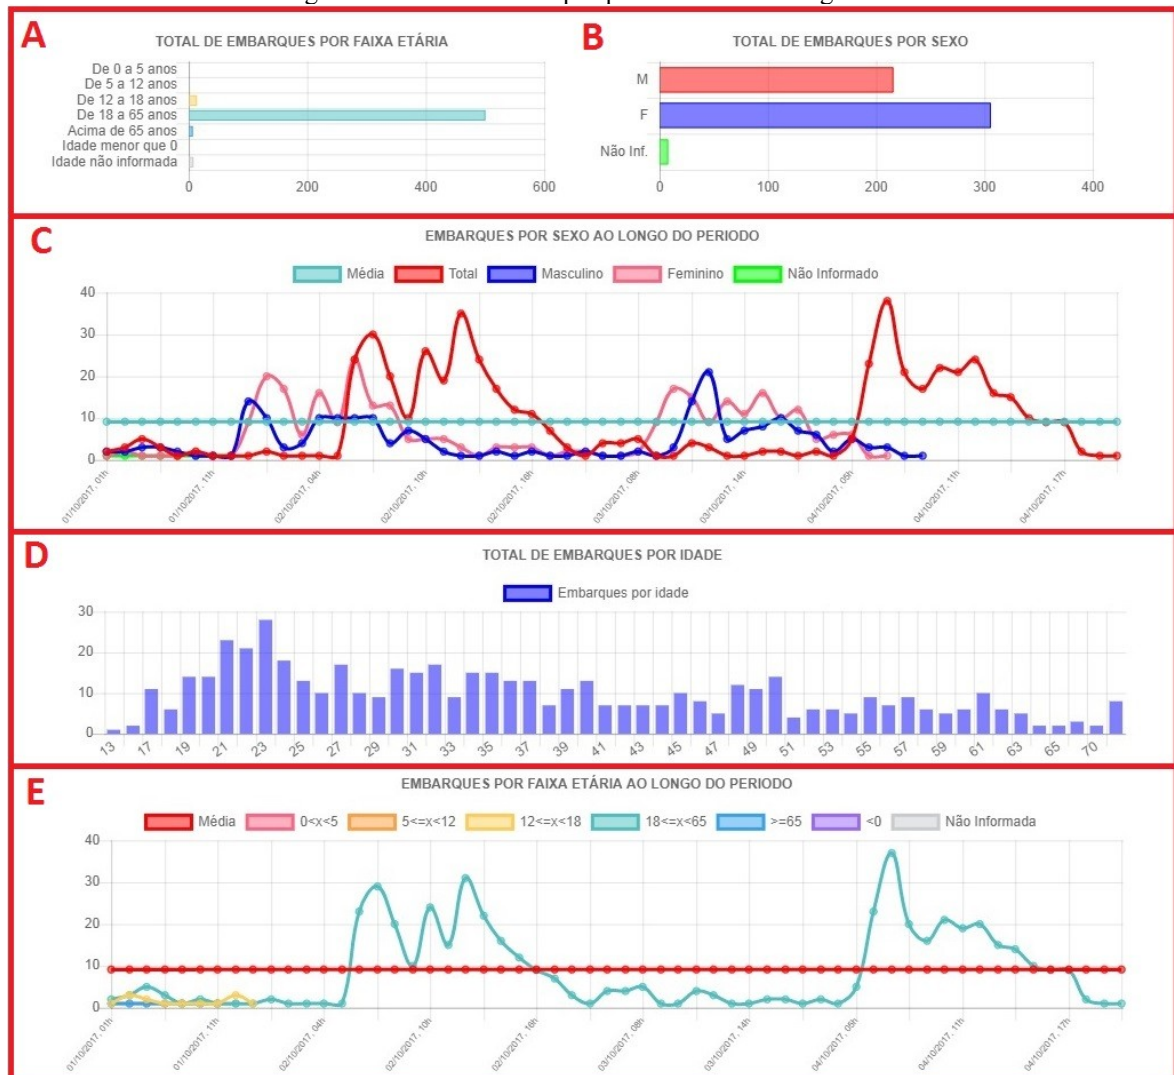 A
TOTAL DE EMBARQUES POR FAIXA ETÁRIA
De 0 a 5 anos
De 5 a 12 anos
De 12 a 18 anos
De 18 a 65 anos
Acima de 65 anos
Idade menor que 0
Idade não informada
0 200 400 600
B
TOTAL DE EMBARQUES POR SEXO
M
F
Não Inf.
0 100 200 300 400
C
EMBARQUES POR SEXO AO LONGO DO PERIODO
Média Total Masculino Feminino Não Informado
40
30
20
10
0
01/10/2017, 01h 01/10/2017, 11h 02/10/2017, 04h 02/10/2017, 10h 02/10/2017, 16h 03/10/2017, 08h 03/10/2017, 14h 04/10/2017, 05h 04/10/2017, 11h 04/10/2017, 17h
D
TOTAL DE EMBARQUES POR IDADE
Embarques por idade
30
20
10
0
13 17 19 21 23 25 27 29 31 33 35 37 39 41 43 45 47 49 51 53 55 57 59 61 63 65 70
E
EMBARQUES POR FAIXA ETÁRIA AO LONGO DO PERIODO
Média 0<x<5 5<=x<12 12<=x<18 18<=x<65 >=65 <0 Não Informada
40
30
20
10
0
01/10/2017, 01h 01/10/2017, 11h 02/10/2017, 04h 02/10/2017, 10h 02/10/2017, 16h 03/10/2017, 08h 03/10/2017, 14h 04/10/2017, 05h 04/10/2017, 11h 04/10/2017, 17h